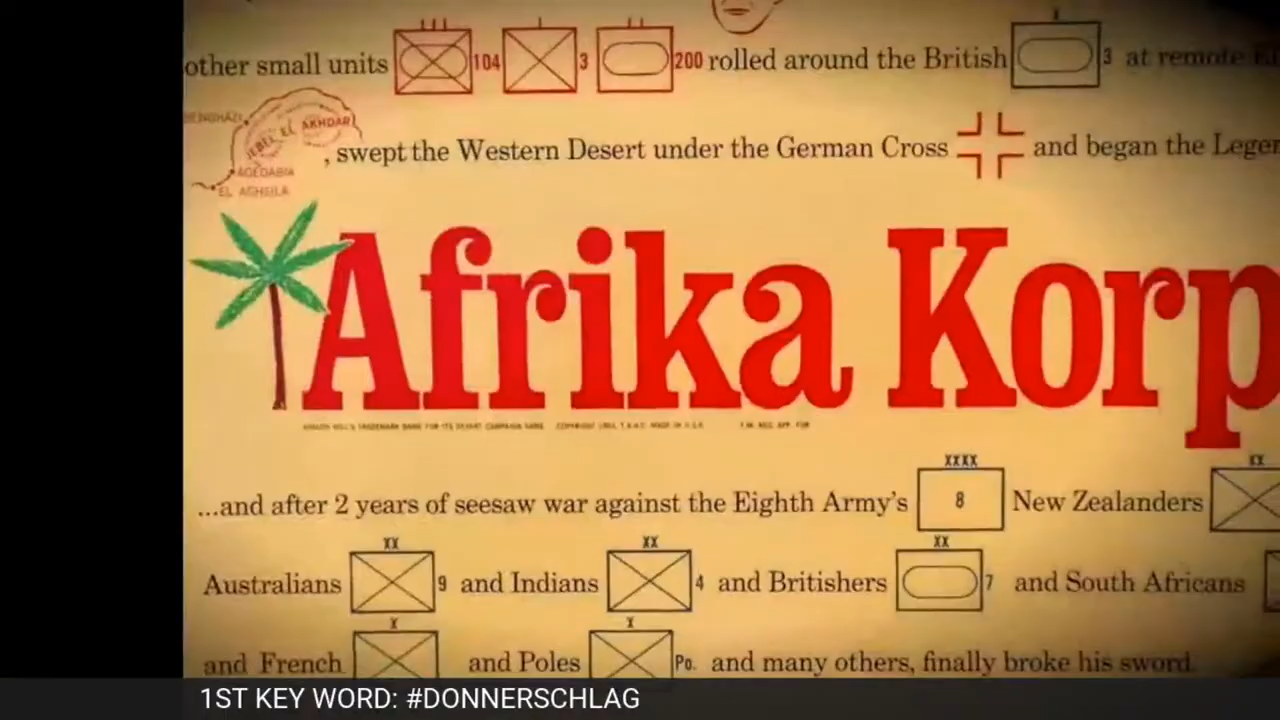 III I II I
other small units 104 3 200 rolled around the British 3 at remote
BENGHAZI JEBEL EL AKHDAR
, swept the Western Desert under the German Cross and began the Legen
AGEDABIA
EL AGHEILA
Afrika Korp
XXXX XX
...and after 2 years of seesaw war against the Eighth Army's 8 New Zealanders
XX XX XX
Australians 9 and Indians 4 and Britishers 7 and South Africans
X X
and French and Poles Po. and many others, finally broke his sword.
1ST KEY WORD: #DONNERSCHLAG